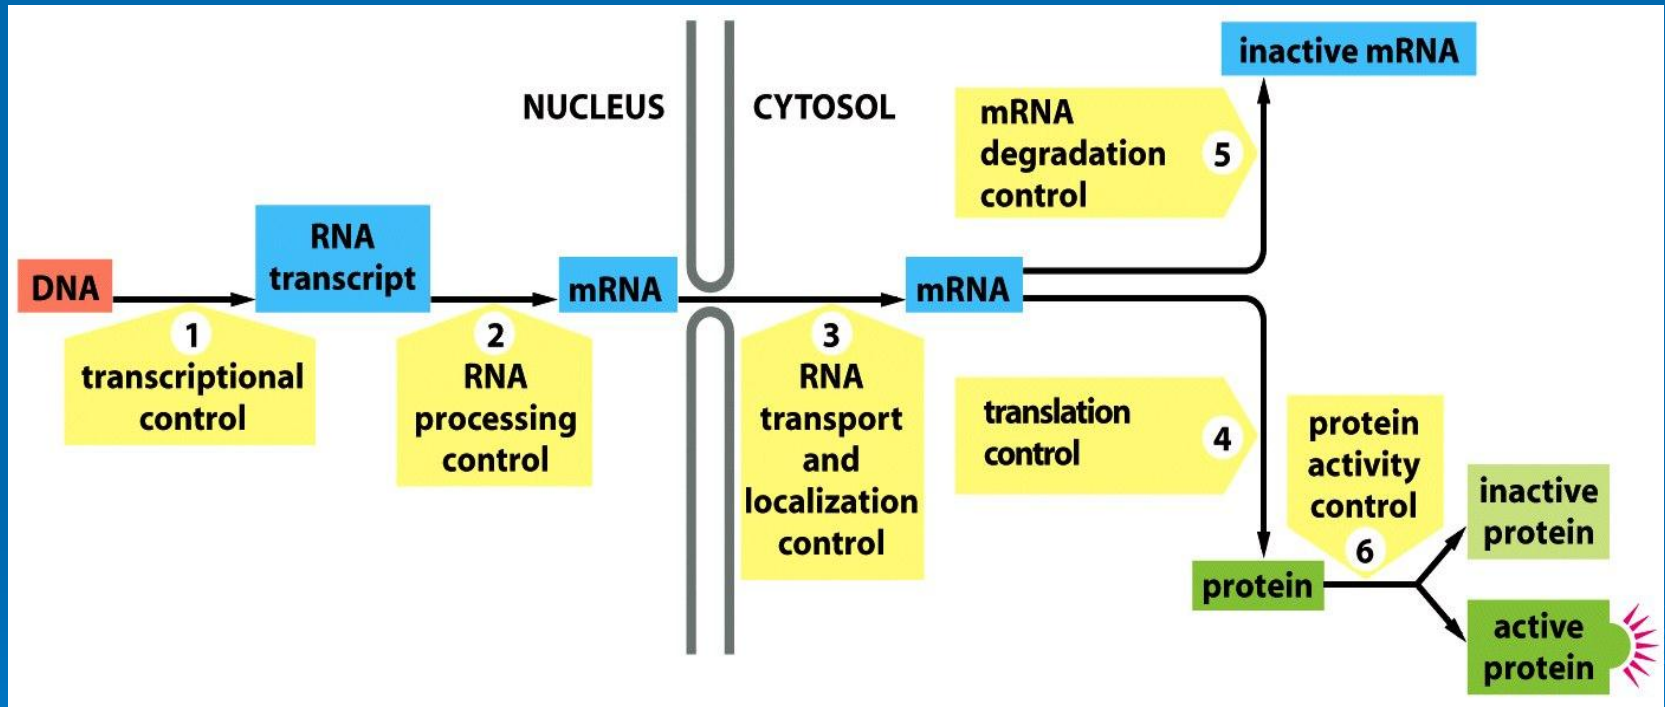 NUCLEUS
CYTOSOL
DNA
1
transcriptional
control
RNA
transcript
2
RNA
processing
control
mRNA
3
RNA
transport
and
localization
control
mRNA
mRNA
degradation
control
5
inactive mRNA
translation
control
4
protein
protein
activity
control
6
inactive
protein
active
protein